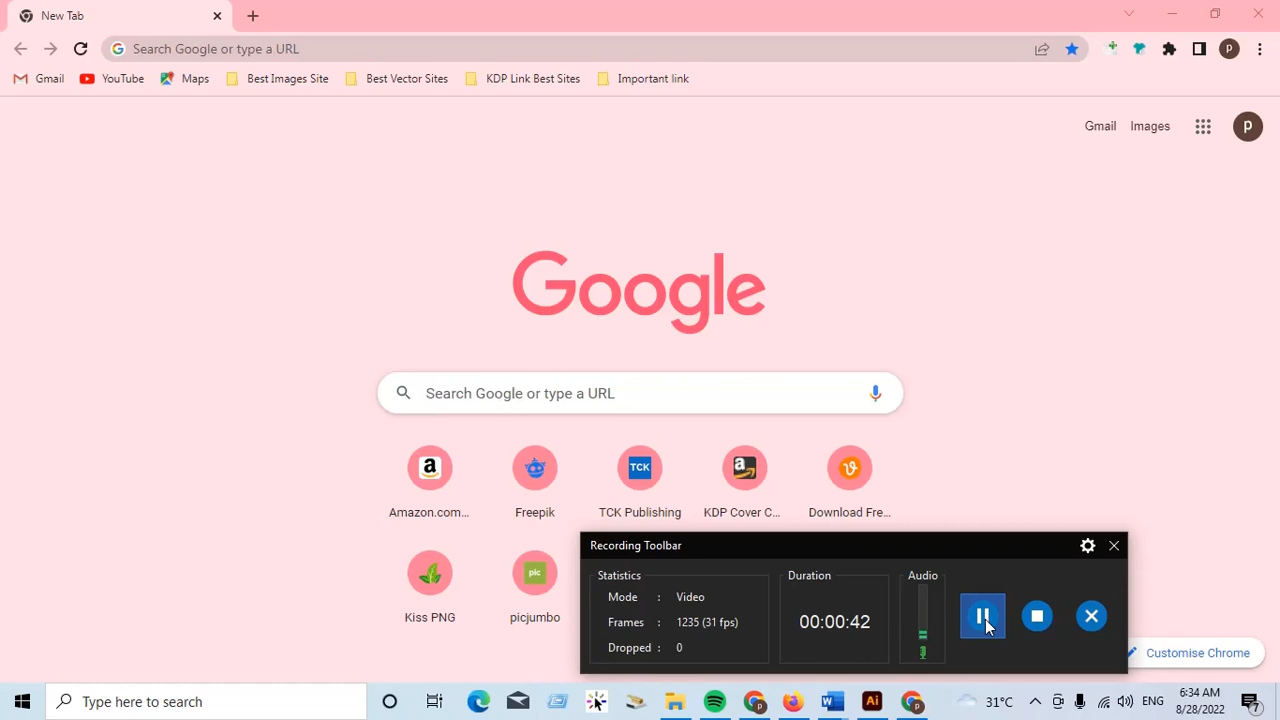 New Tab
Search Google or type a URL
P
Gmail YouTube Maps Best Images Site Best Vector Sites KDP Link Best Sites Important link
Gmail Images P
Google
Search Google or type a URL
a TCK a
Amazon.com... Freepik TCK Publishing KDP Cover C... Download Fre...
pic
Kiss PNG picjumbo
Recording Toolbar
Statistics Duration Audio
Mode : Video
Frames : 1235 (31 fps)
Dropped : 0
00:00:42
Customise Chrome
Type here to search
W Ai P P
31°C ENG
6:34 AM
8/28/2022
7